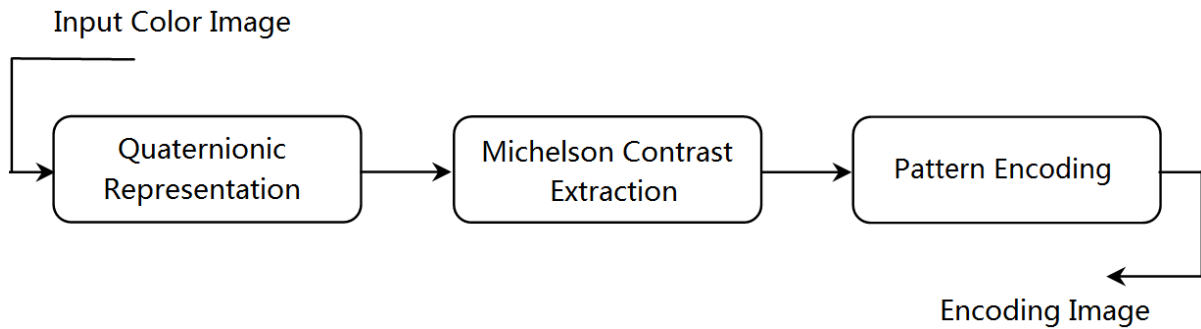 Input Color Image
Quaternionic
Representation
Michelson Contrast
Extraction
Pattern Encoding
Encoding Image